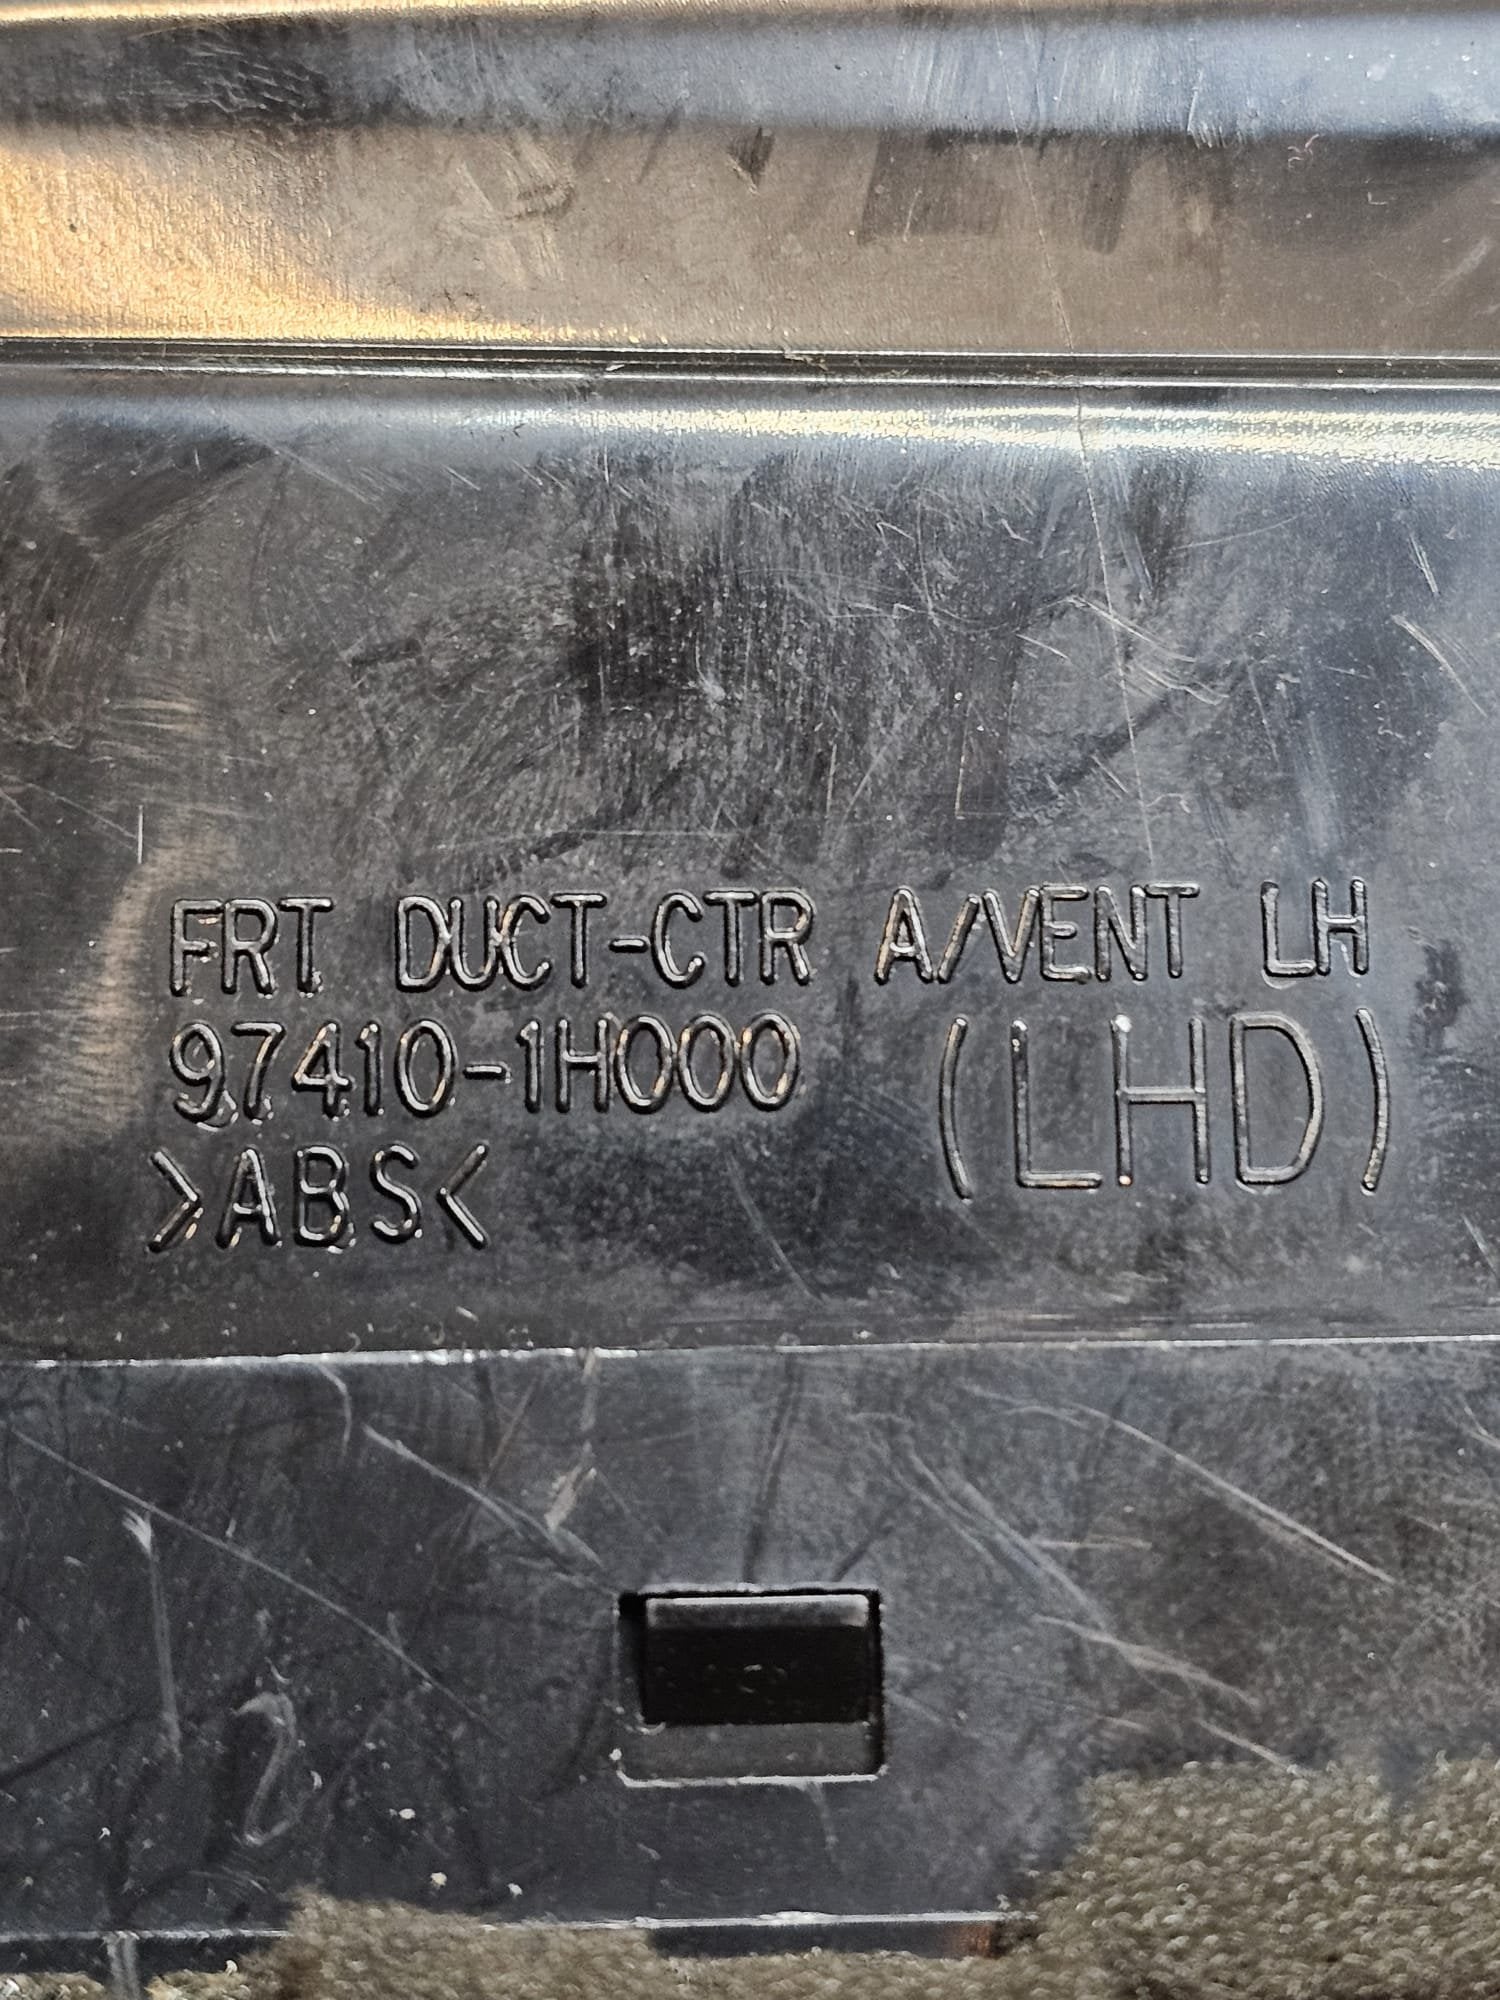 FRT DUCT-CTR A/VENT LH
97410-1H000 (LHD)
>ABS<